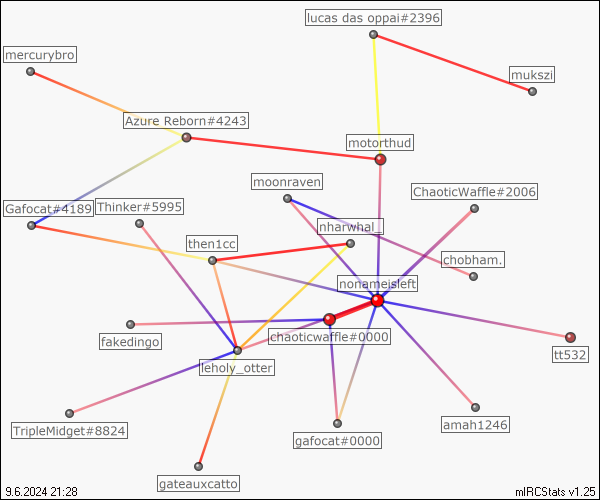 lucas das oppai#2396
mercurybro
mukszi
Azure Reborn#4243
motorthud
moonraven
ChaoticWaffle#2006
Gafocat#4189
Thinker#5995
nharwhal_
then1cc
chobham.
nonameisleft
chaoticwaffle#0000
fakedingo
tt532
leholy_otter
TripleMidget#8824
amah1246
gafocat#0000
gateauxcatto
9.6.2024 21:28
mIRCStats v1.25